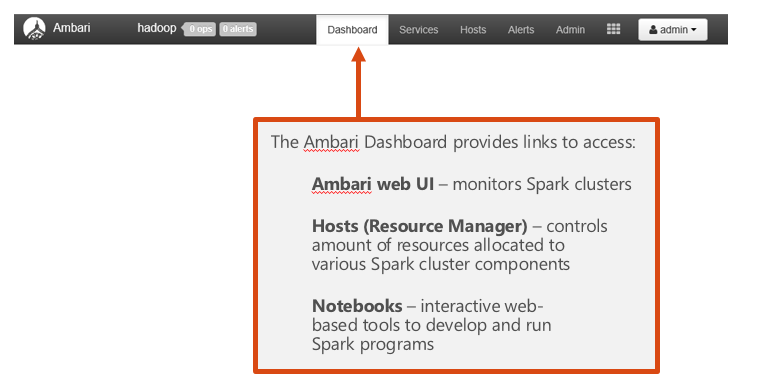 Ambari hadoop 0 ops 0 alerts Dashboard Services Hosts Alerts Admin admin
The Ambari Dashboard provides links to access:
Ambari web UI – monitors Spark clusters
Hosts (Resource Manager) – controls
amount of resources allocated to
various Spark cluster components
Notebooks – interactive web-
based tools to develop and run
Spark programs